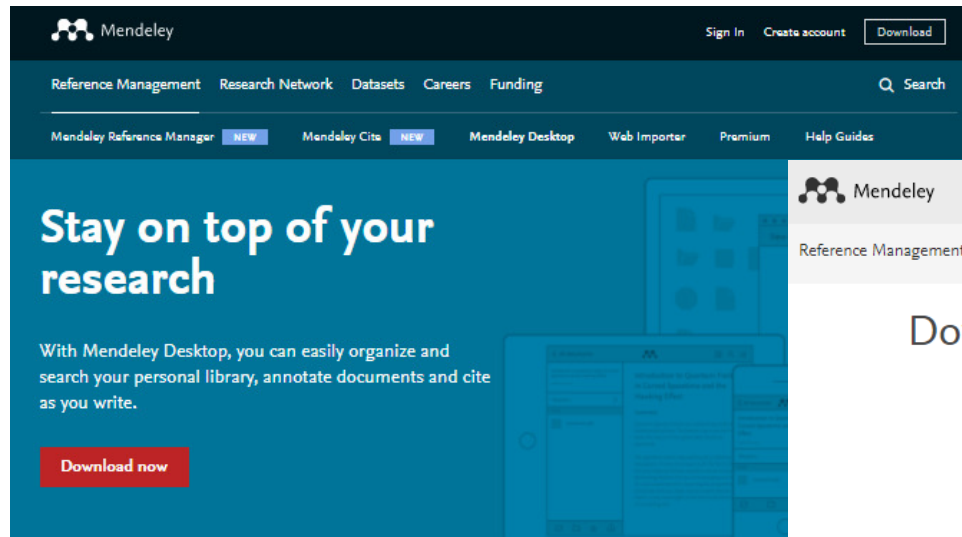 Mendeley
Sign In Create account Download
Reference Management Research Network Datasets Careers Funding
Search
Mendeley Reference Manager NEW Mendeley Cite NEW Mendeley Desktop Web Importer Premium Help Guides
Stay on top of your
research
With Mendeley Desktop, you can easily organize and
search your personal library, annotate documents and cite
as you write.
Download now
Mendeley
Reference Management
Do